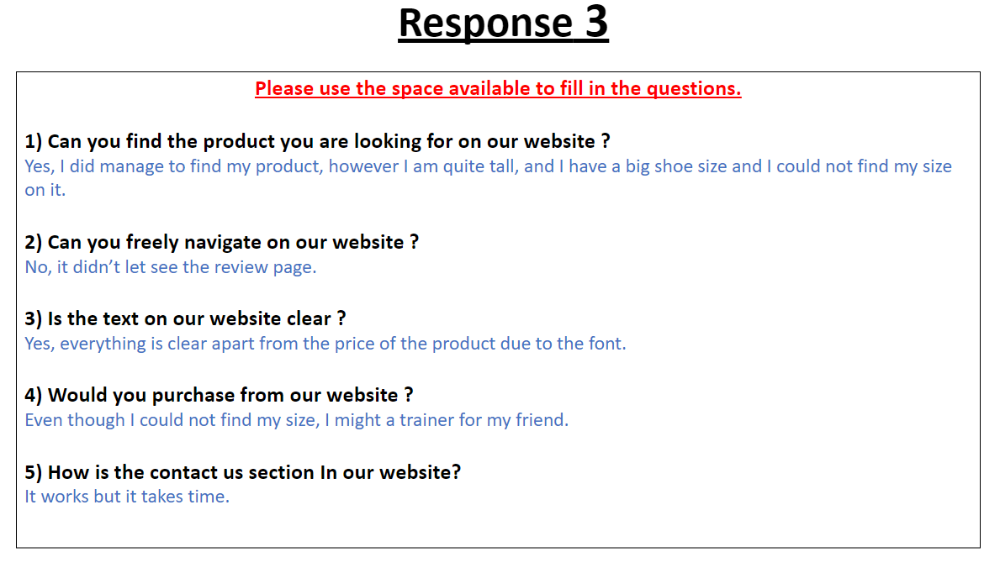 Response 3
Please use the space available to fill in the questions.
1) Can you find the product you are looking for on our website ?
Yes, I did manage to find my product, however I am quite tall, and I have a big shoe size and I could not find my size
on it.
2) Can you freely navigate on our website ?
No, it didn’t let see the review page.
3) Is the text on our website clear ?
Yes, everything is clear apart from the price of the product due to the font.
4) Would you purchase from our website ?
Even though I could not find my size, I might a trainer for my friend.
5) How is the contact us section In our website?
It works but it takes time.